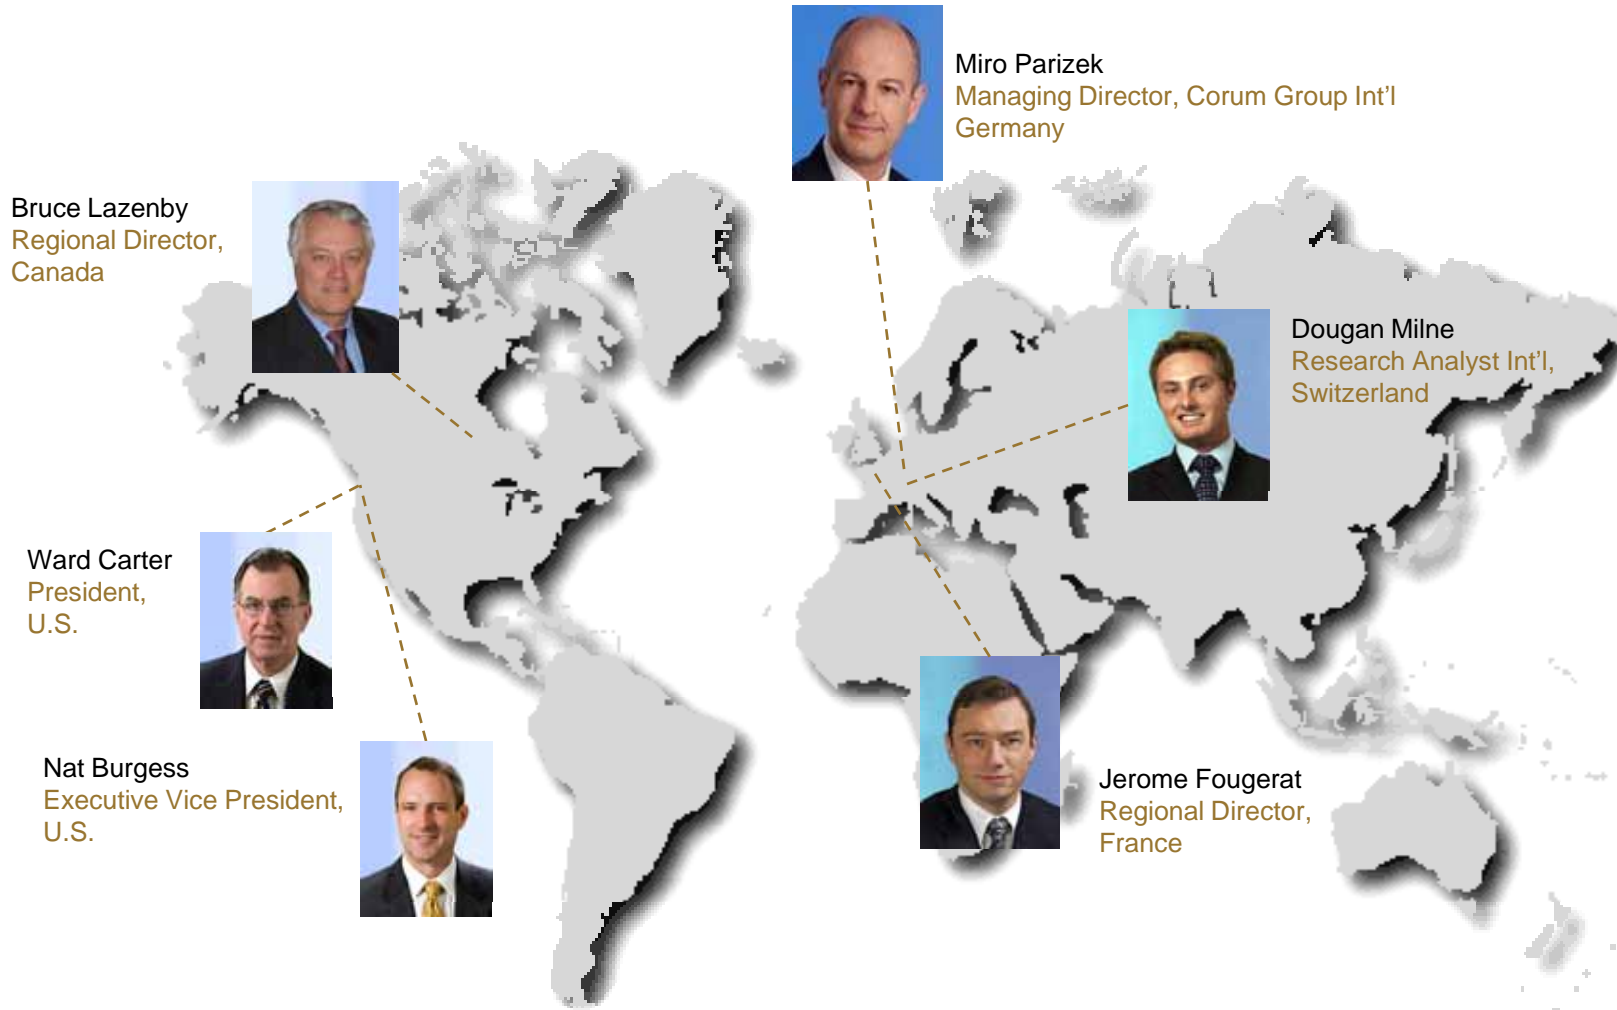 Miro Parizek
Managing Director, Corum Group Int'l
Germany
Bruce Lazenby
Regional Director,
Canada
Dougan Milne
Research Analyst Int'l,
Switzerland
Ward Carter
President,
U.S.
Nat Burgess
Executive Vice President,
U.S.
Jerome Fougerat
Regional Director,
France